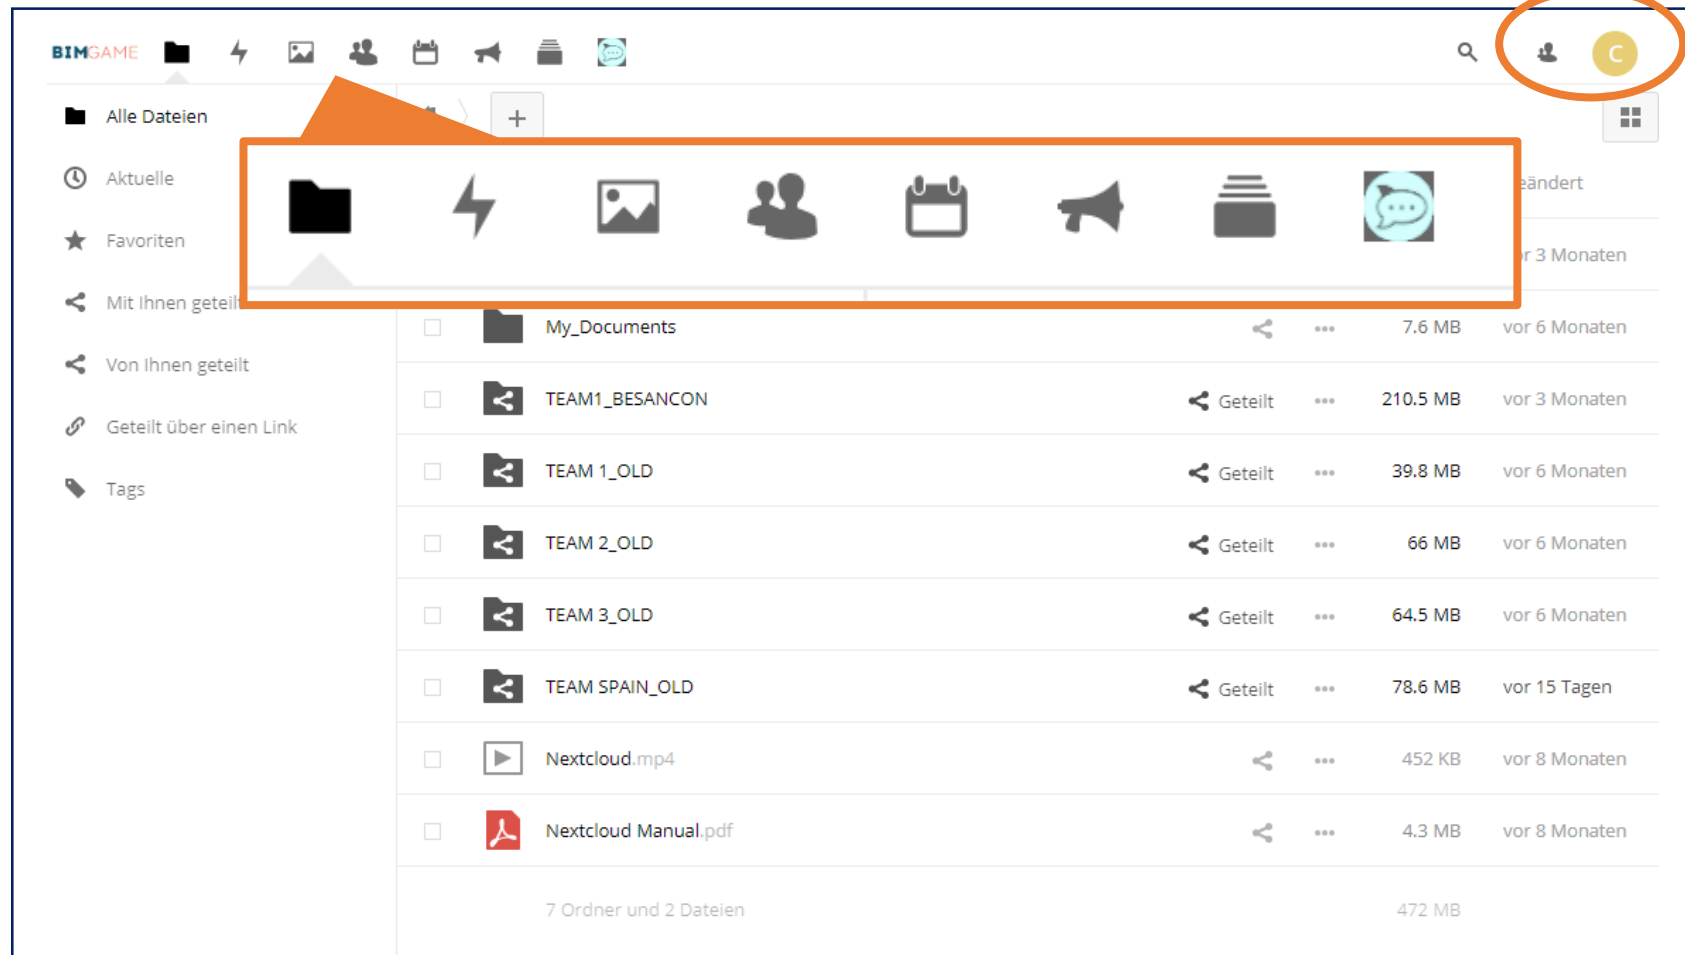 BIMGAME
C
Alle Dateien
+
Aktuelle
Favoriten
Mit Ihnen geteilt
Von Ihnen geteilt
Geteilt über einen Link
Tags
vor 3 Monaten
My_Documents 7.6 MB vor 6 Monaten
TEAM1_BESANCON Geteilt 210.5 MB vor 3 Monaten
TEAM 1_OLD Geteilt 39.8 MB vor 6 Monaten
TEAM 2_OLD Geteilt 66 MB vor 6 Monaten
TEAM 3_OLD Geteilt 64.5 MB vor 6 Monaten
TEAM SPAIN_OLD Geteilt 78.6 MB vor 15 Tagen
Nextcloud.mp4 452 KB vor 8 Monaten
Nextcloud Manual.pdf 4.3 MB vor 8 Monaten
7 Ordner und 2 Dateien 472 MB